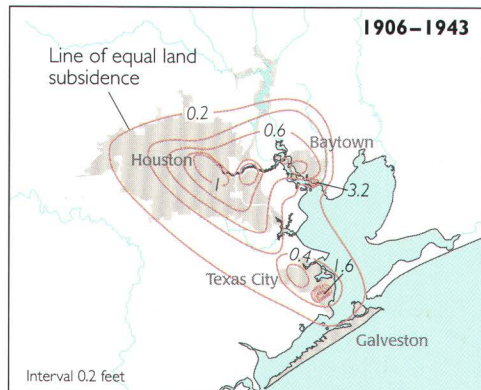 1906–1943
Line of equal land
subsidence
0.2
0.6
Baytown
Houston
1
3.2
0.4
1.6
Texas City
Galveston
Interval 0.2 feet